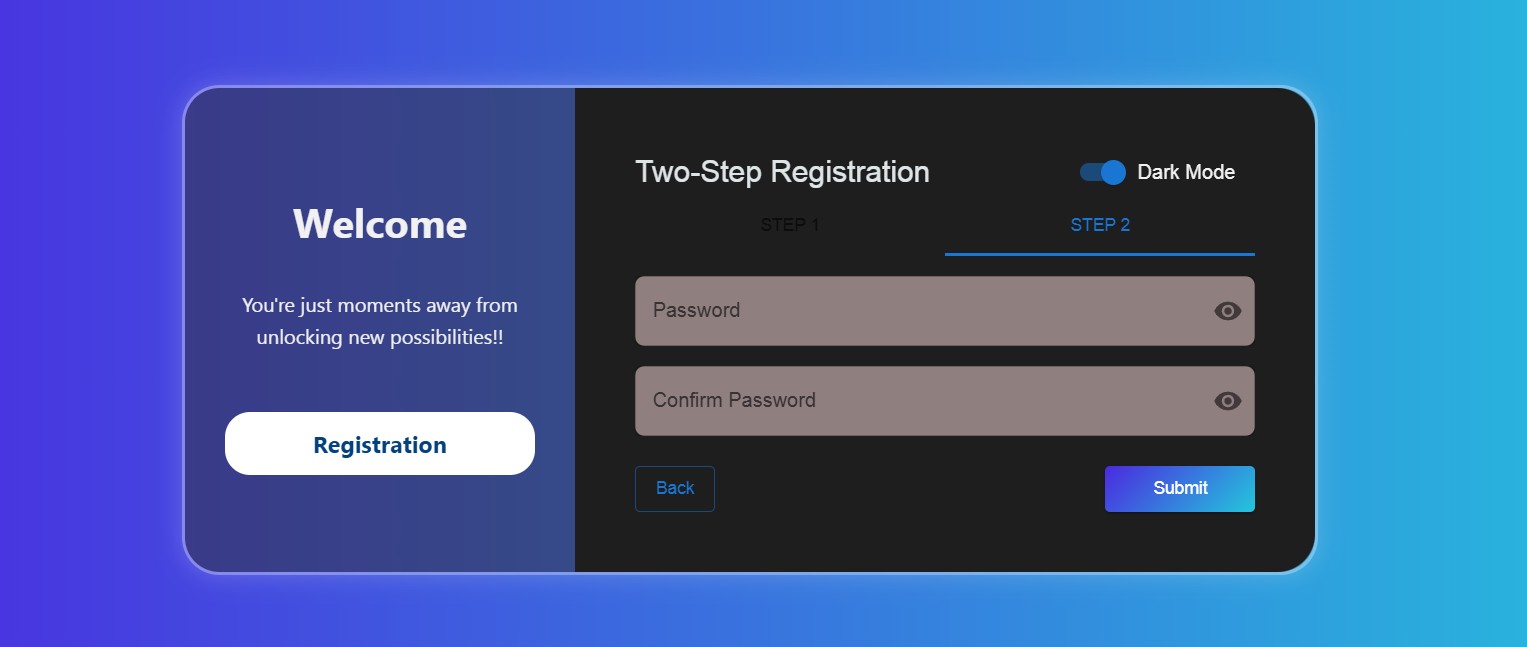 Welcome
You're just moments away from
unlocking new possibilities!!
Registration
Two-Step Registration
Dark Mode
STEP 1
STEP 2
Password
Confirm Password
Back
Submit